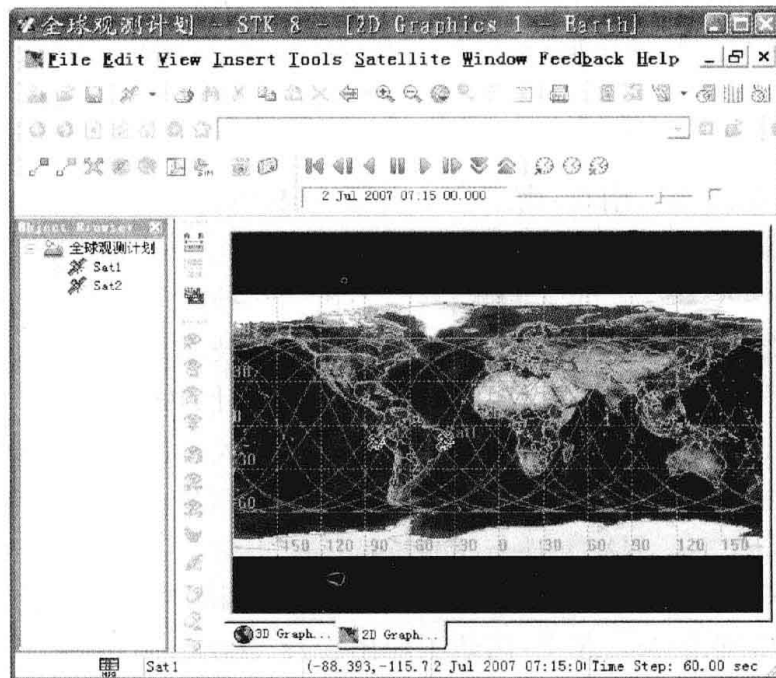 全球观测计划 - STK 8 - [2D Graphics 1 - Earth]
File Edit View Insert Tools Satellite Window Feedback Help
2 Jul 2007 07:15 00.000
Object Browser
全球观测计划
Sat1
Sat2
30
0
30
60
150 120 90 60 30 0 30 60 90 120 150
3D Graph... 2D Graph...
Sat1 (-88.393,-115.7 2 Jul 2007 07:15:0 Time Step: 60.00 sec